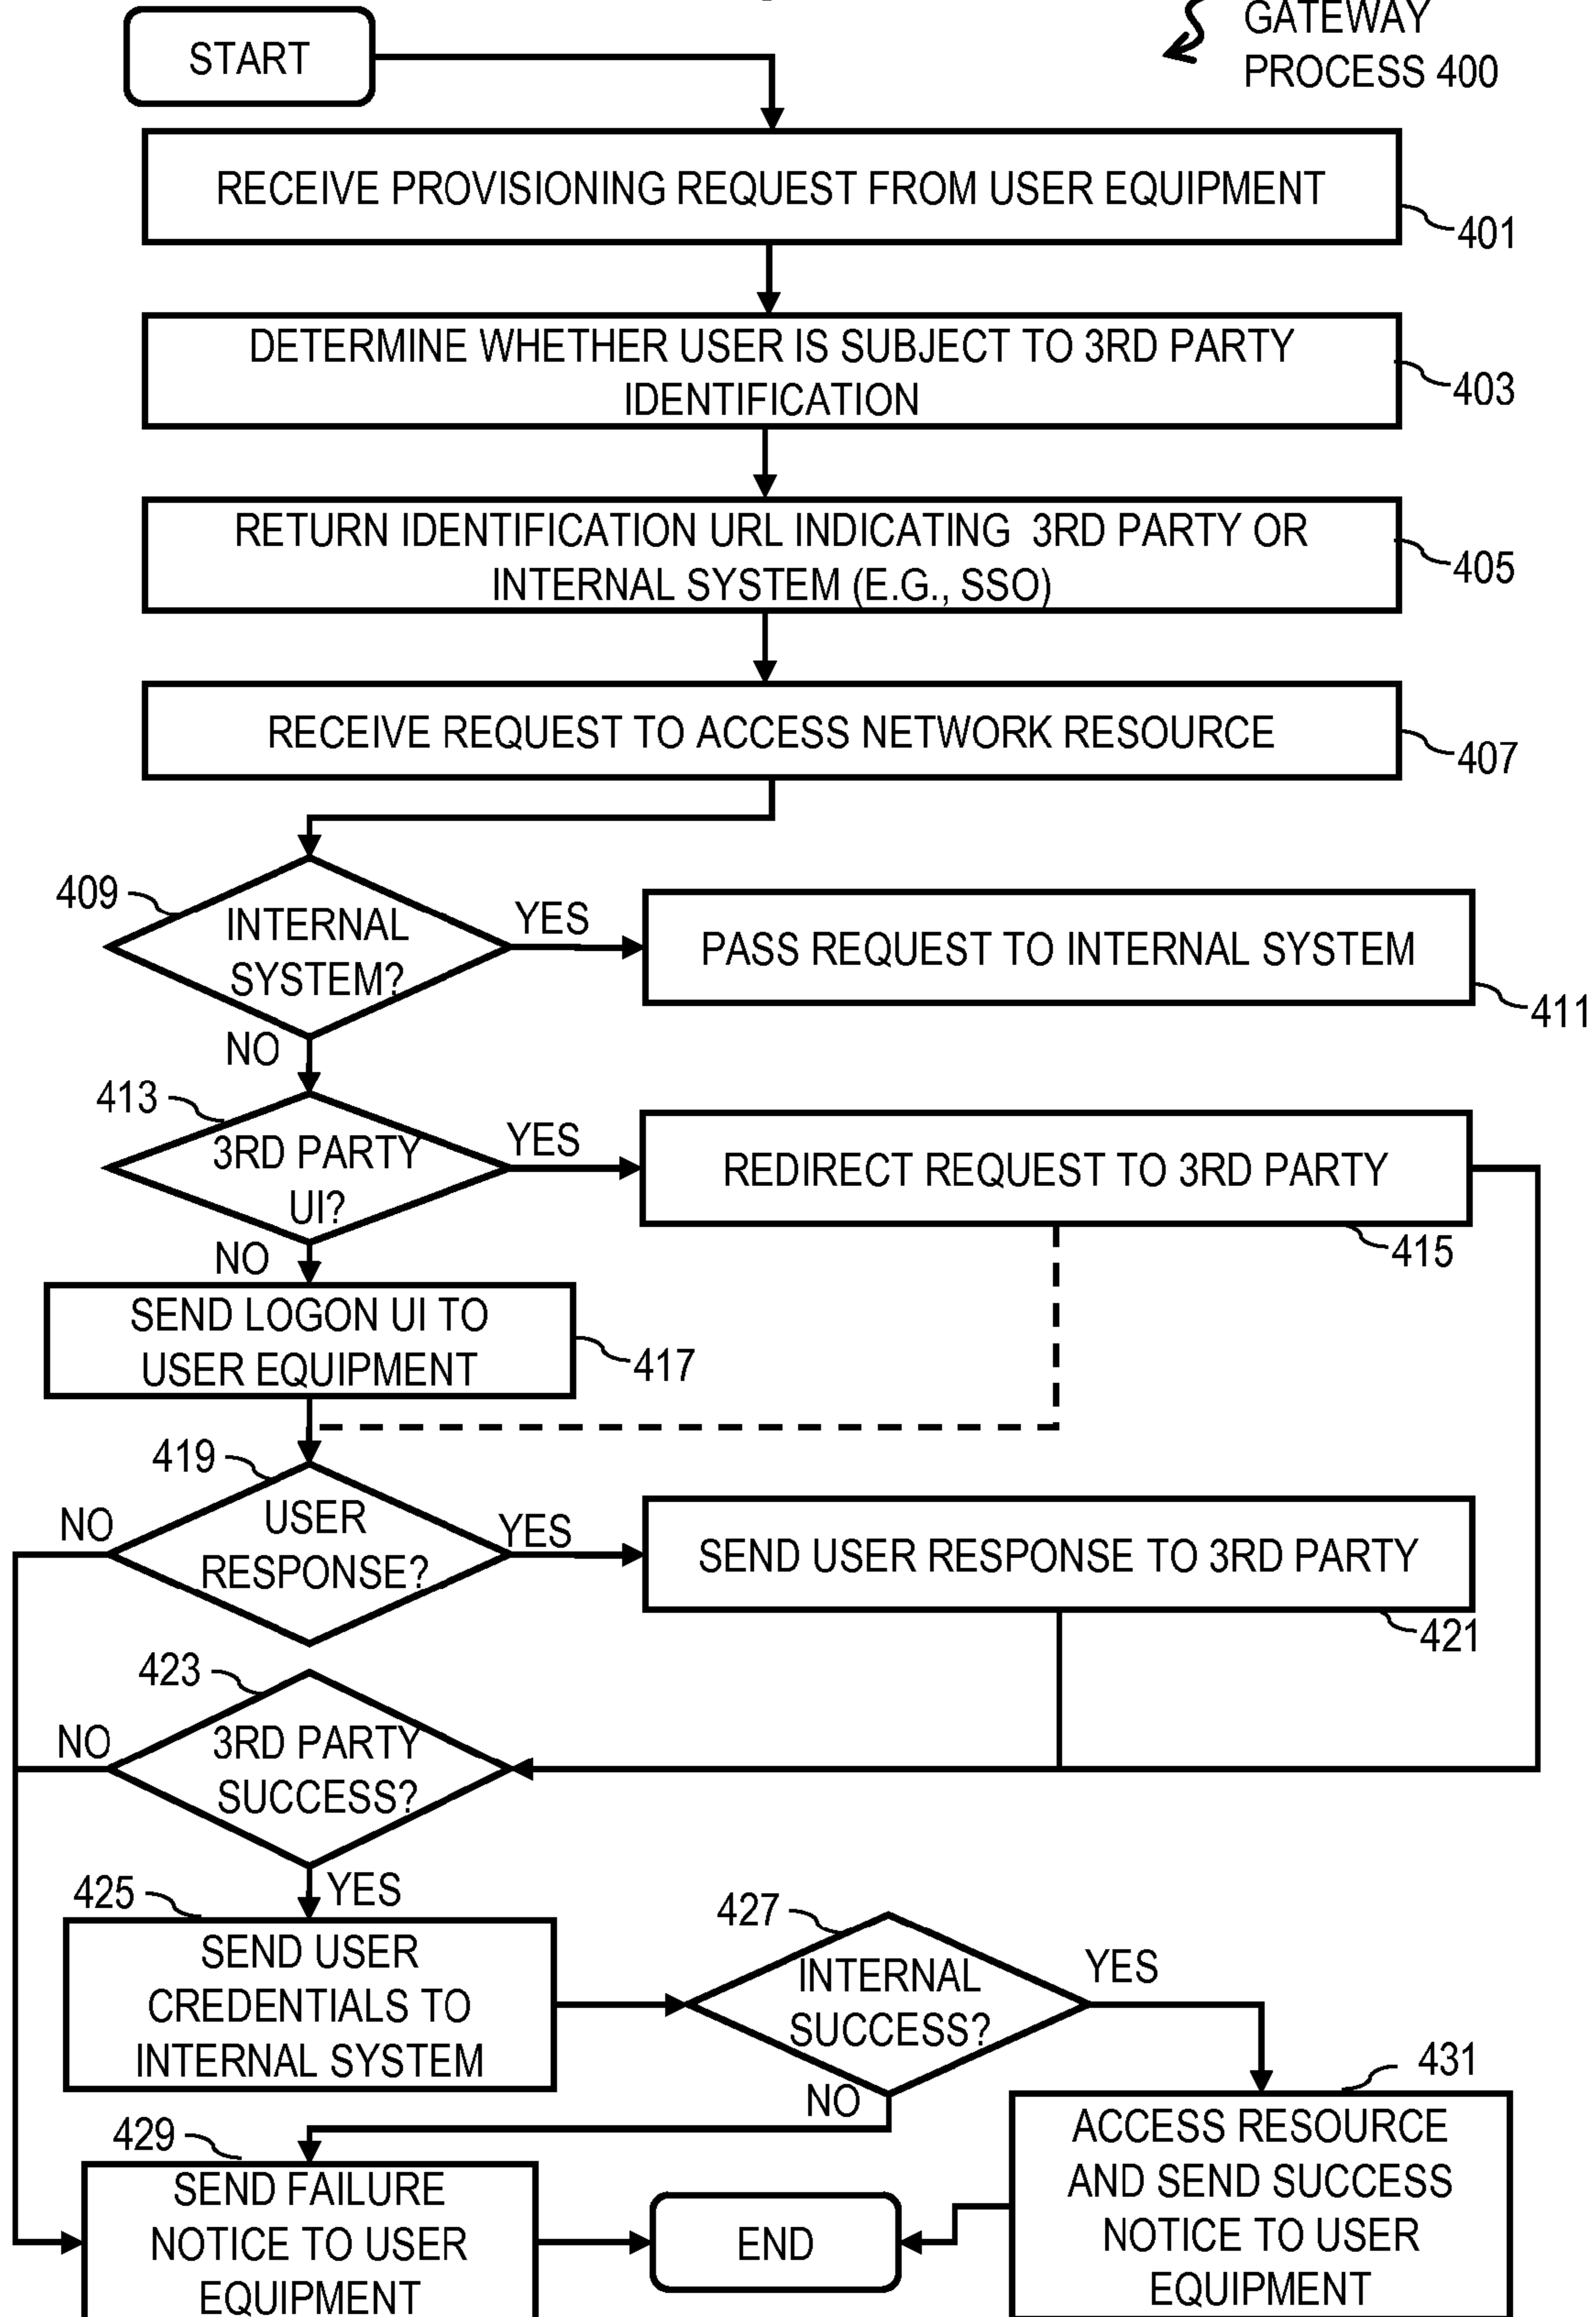 GATEWAY
PROCESS 400
START
RECEIVE PROVISIONING REQUEST FROM USER EQUIPMENT
401
DETERMINE WHETHER USER IS SUBJECT TO 3RD PARTY
IDENTIFICATION
403
RETURN IDENTIFICATION URL INDICATING 3RD PARTY OR
INTERNAL SYSTEM (E.G., SSO)
405
RECEIVE REQUEST TO ACCESS NETWORK RESOURCE
407
409
INTERNAL
SYSTEM?
YES
NO
PASS REQUEST TO INTERNAL SYSTEM
411
413
3RD PARTY
UI?
YES
NO
REDIRECT REQUEST TO 3RD PARTY
415
SEND LOGON UI TO
USER EQUIPMENT
417
419
USER
RESPONSE?
NO
YES
SEND USER RESPONSE TO 3RD PARTY
421
423
3RD PARTY
SUCCESS?
NO
YES
425
SEND USER
CREDENTIALS TO
INTERNAL SYSTEM
427
INTERNAL
SUCCESS?
YES
NO
431
ACCESS RESOURCE
AND SEND SUCCESS
NOTICE TO USER
EQUIPMENT
429
SEND FAILURE
NOTICE TO USER
EQUIPMENT
END